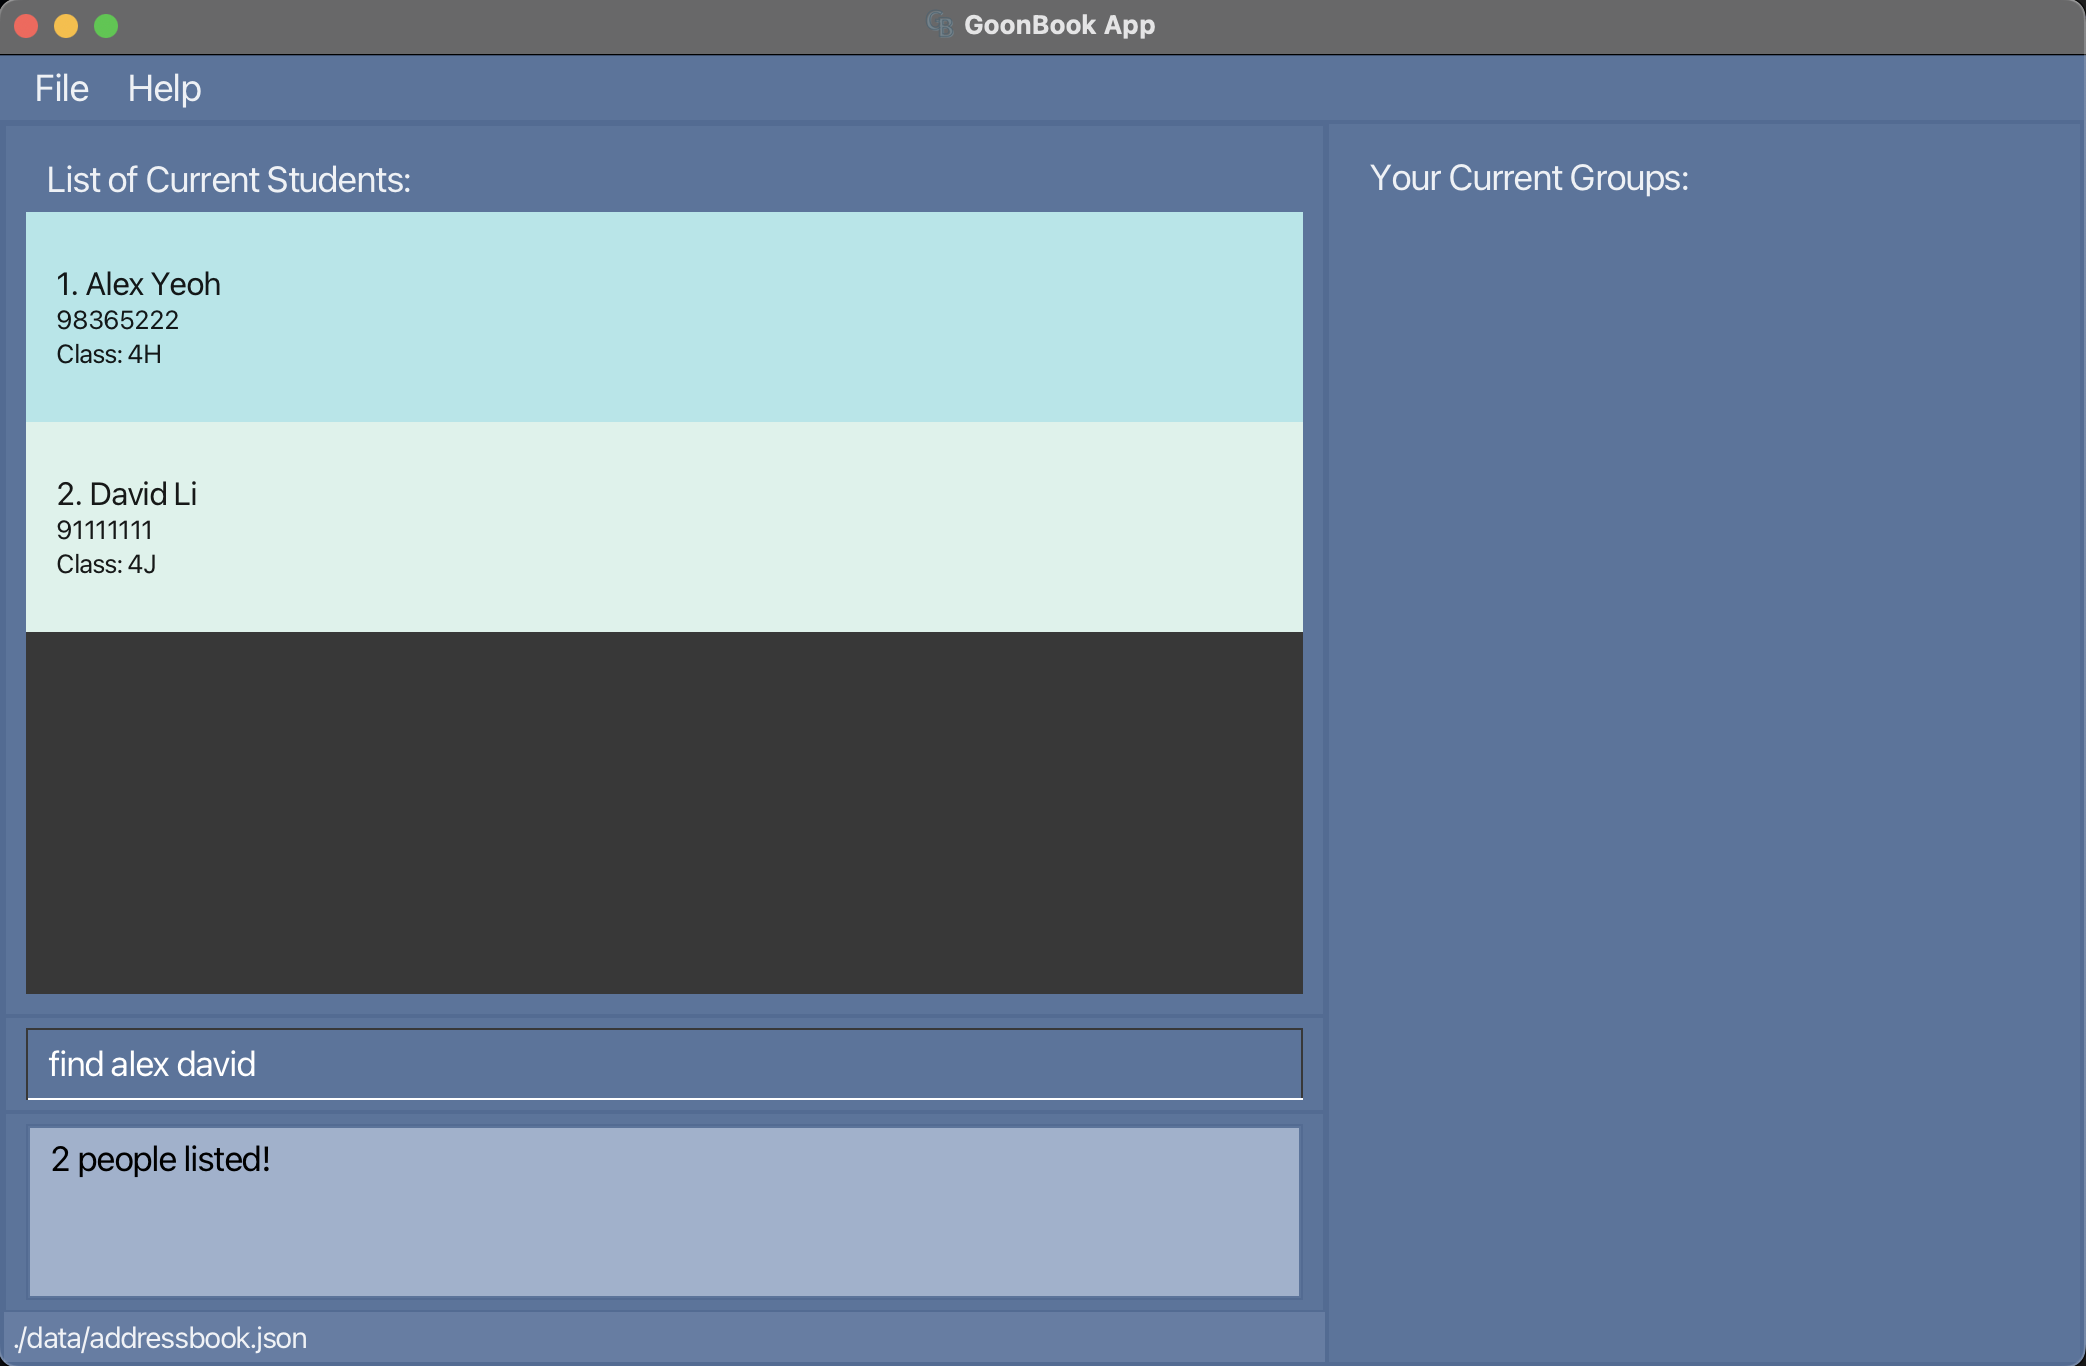 GoonBook App
File Help
List of Current Students:
1. Alex Yeoh
98365222
Class: 4H
2. David Li
91111111
Class: 4J
find alex david
2 people listed!
./data/addressbook.json
Your Current Groups: